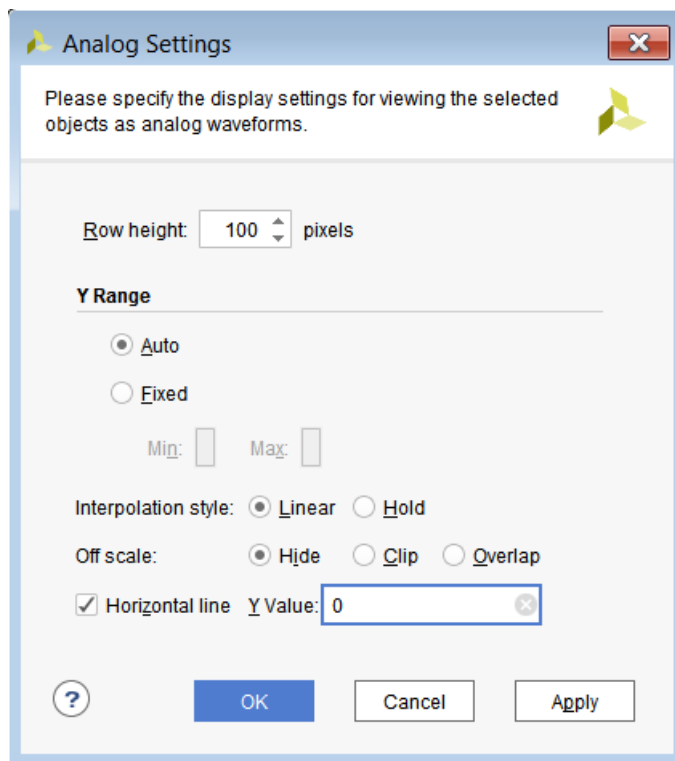 Analog Settings
Please specify the display settings for viewing the selected
objects as analog waveforms.
Row height: 100 pixels
Y Range
Auto
Fixed
Min: Max:
Interpolation style: Linear Hold
Off scale: Hide Clip Overlap
Horizontal line Y Value: 0
? OK Cancel Apply